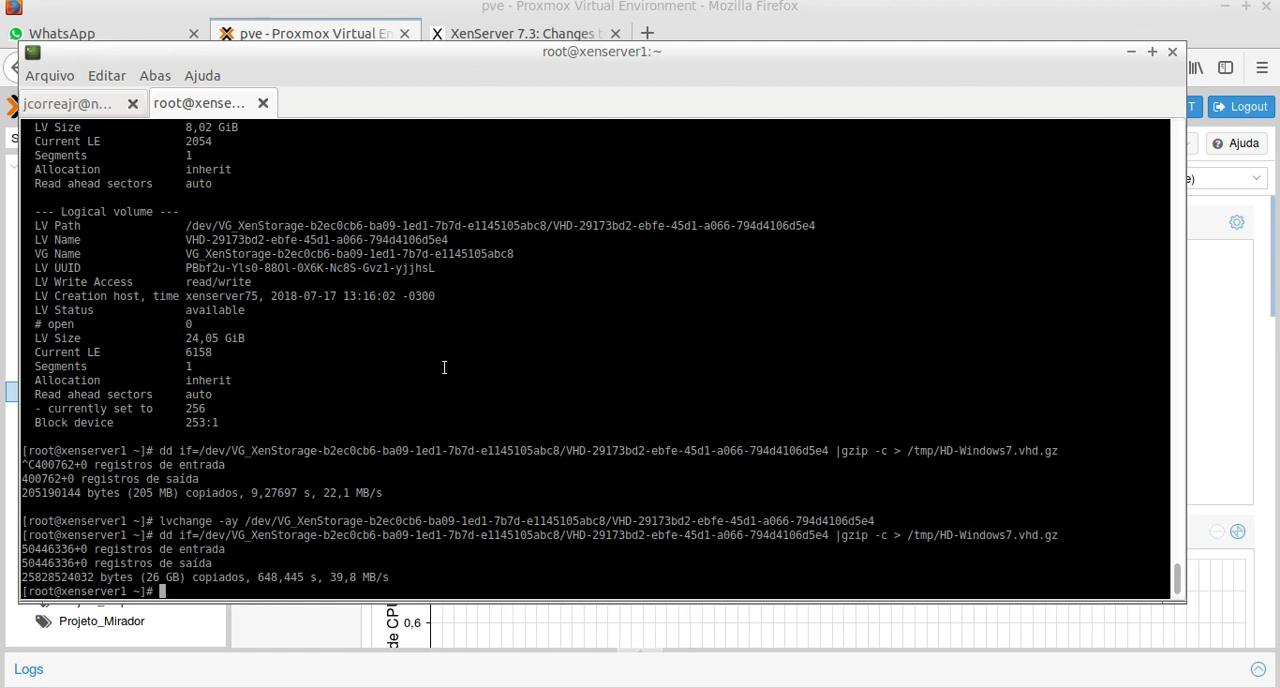 pve - Proxmox Virtual Environment - Mozilla Firefox
WhatsApp
pve - Proxmox Virtual En
XenServer 7.3: Changes t
root@xenserver1:~
Arquivo Editar Abas Ajuda
jcorreajr@n...
root@xense...
T
Logout
S
Ajuda
e)
LV Size 8,02 GiB
Current LE 2054
Segments 1
Allocation inherit
Read ahead sectors auto
--- Logical volume ---
LV Path /dev/VG_XenStorage-b2ec0cb6-ba09-1ed1-7b7d-e1145105abc8/VHD-29173bd2-ebfe-45d1-a066-794d4106d5e4
LV Name VHD-29173bd2-ebfe-45d1-a066-794d4106d5e4
VG Name VG_XenStorage-b2ec0cb6-ba09-1ed1-7b7d-e1145105abc8
LV UUID PBbf2u-Yls0-88Ol-0X6K-Nc8S-Gvz1-yjjhsL
LV Write Access read/write
LV Creation host, time xenserver75, 2018-07-17 13:16:02 -0300
LV Status available
# open 0
LV Size 24,05 GiB
Current LE 6158
Segments 1
Allocation inherit
Read ahead sectors auto
- currently set to 256
Block device 253:1
[root@xenserver1 ~]# dd if=/dev/VG_XenStorage-b2ec0cb6-ba09-1ed1-7b7d-e1145105abc8/VHD-29173bd2-ebfe-45d1-a066-794d4106d5e4 |gzip -c > /tmp/HD-Windows7.vhd.gz
^C400762+0 registros de entrada
400762+0 registros de saída
205190144 bytes (205 MB) copiados, 9,27697 s, 22,1 MB/s
[root@xenserver1 ~]# lvchange -ay /dev/VG_XenStorage-b2ec0cb6-ba09-1ed1-7b7d-e1145105abc8/VHD-29173bd2-ebfe-45d1-a066-794d4106d5e4
[root@xenserver1 ~]# dd if=/dev/VG_XenStorage-b2ec0cb6-ba09-1ed1-7b7d-e1145105abc8/VHD-29173bd2-ebfe-45d1-a066-794d4106d5e4 |gzip -c > /tmp/HD-Windows7.vhd.gz
50446336+0 registros de entrada
50446336+0 registros de saída
25828524032 bytes (26 GB) copiados, 648,445 s, 39,8 MB/s
[root@xenserver1 ~]#
Projeto_Mirador
de CPU
0,6
Logs